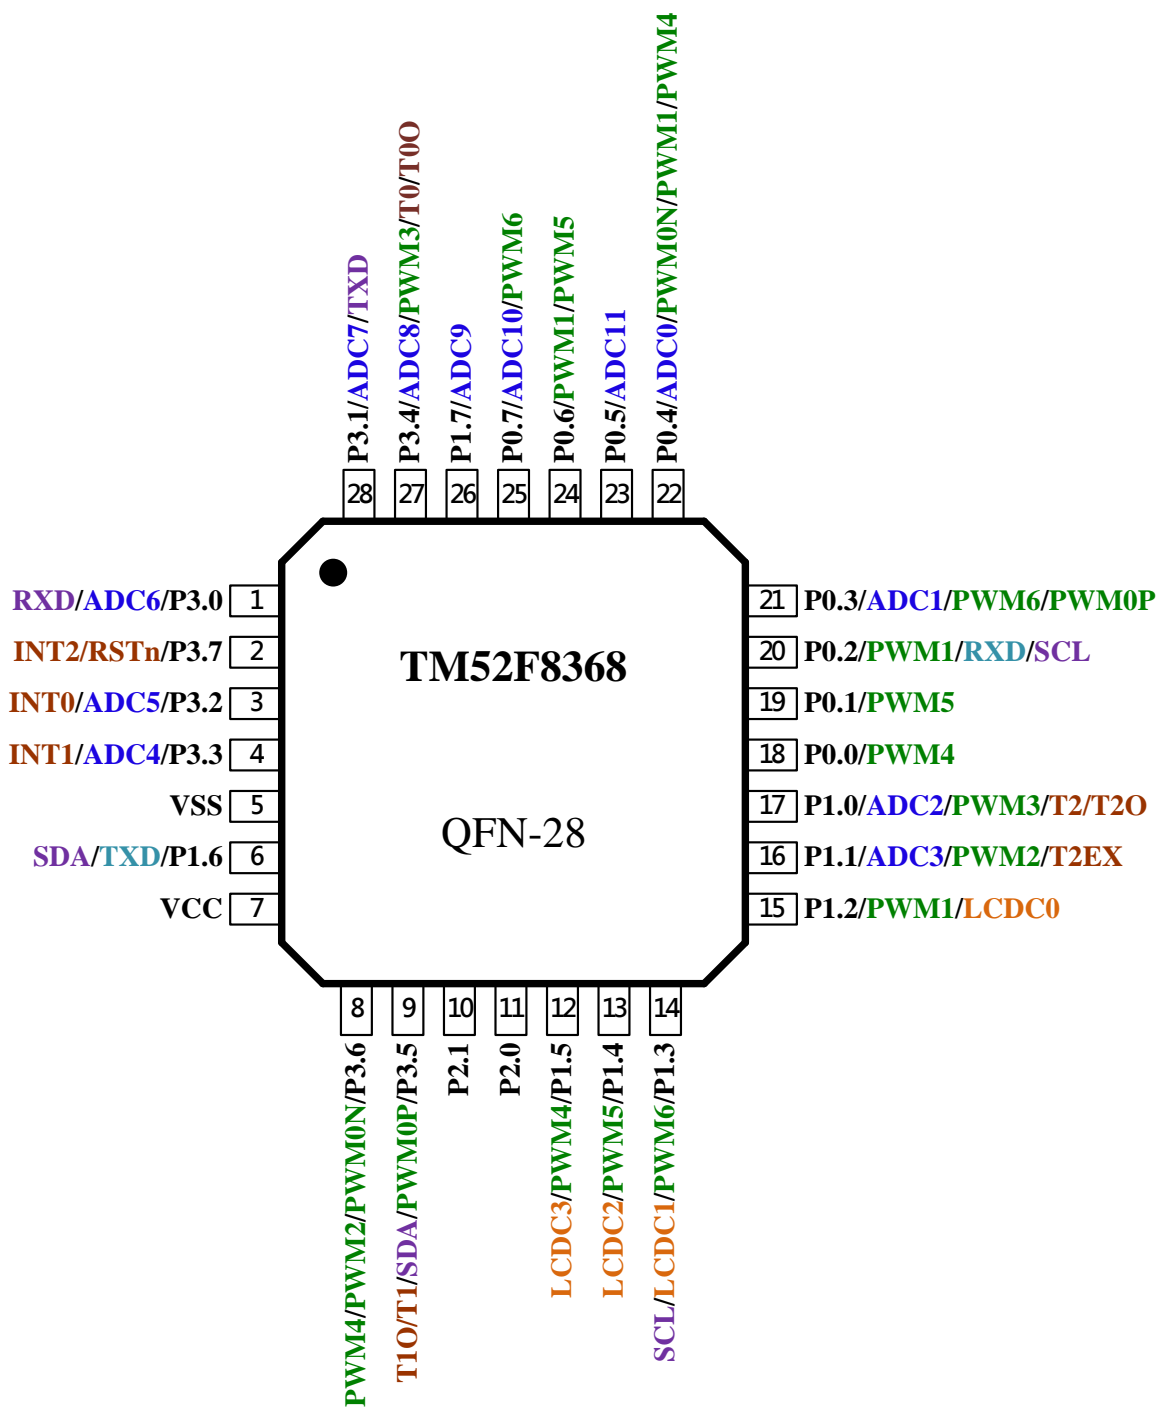 P3.1/ADC7/TXD
P3.4/ADC8/PWM3/T0/T0O
P1.7/ADC9
P0.7/ADC10/PWM6
P0.6/PWM1/PWM5
P0.5/ADC11
P0.4/ADC0/PWM0N/PWM1/PWM4
28 27 26 25 24 23 22
RXD/ADC6/P3.0 1
INT2/RSTn/P3.7 2
INT0/ADC5/P3.2 3
INT1/ADC4/P3.3 4
VSS 5
SDA/TXD/P1.6 6
VCC 7
TM52F8368
QFN-28
21 P0.3/ADC1/PWM6/PWM0P
20 P0.2/PWM1/RXD/SCL
19 P0.1/PWM5
18 P0.0/PWM4
17 P1.0/ADC2/PWM3/T2/T2O
16 P1.1/ADC3/PWM2/T2EX
15 P1.2/PWM1/LCDC0
8 9 10 11 12 13 14
PWM4/PWM2/PWM0N/P3.6
T1O/T1/SDA/PWM0P/P3.5
P2.1
P2.0
LCDC3/PWM4/P1.5
LCDC2/PWM5/P1.4
SCL/LCDC1/PWM6/P1.3